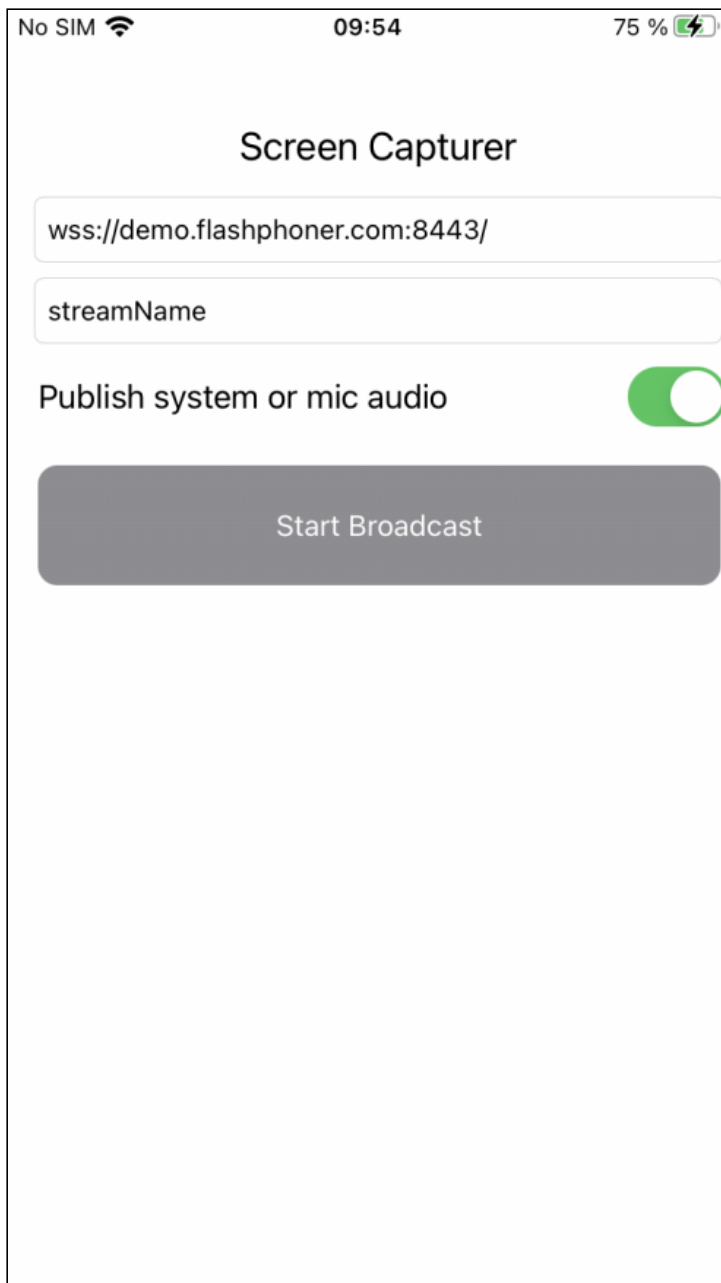 No SIM 09:54 75 %
Screen Capturer
wss://demo.flashphoner.com:8443/
streamName
Publish system or mic audio
Start Broadcast